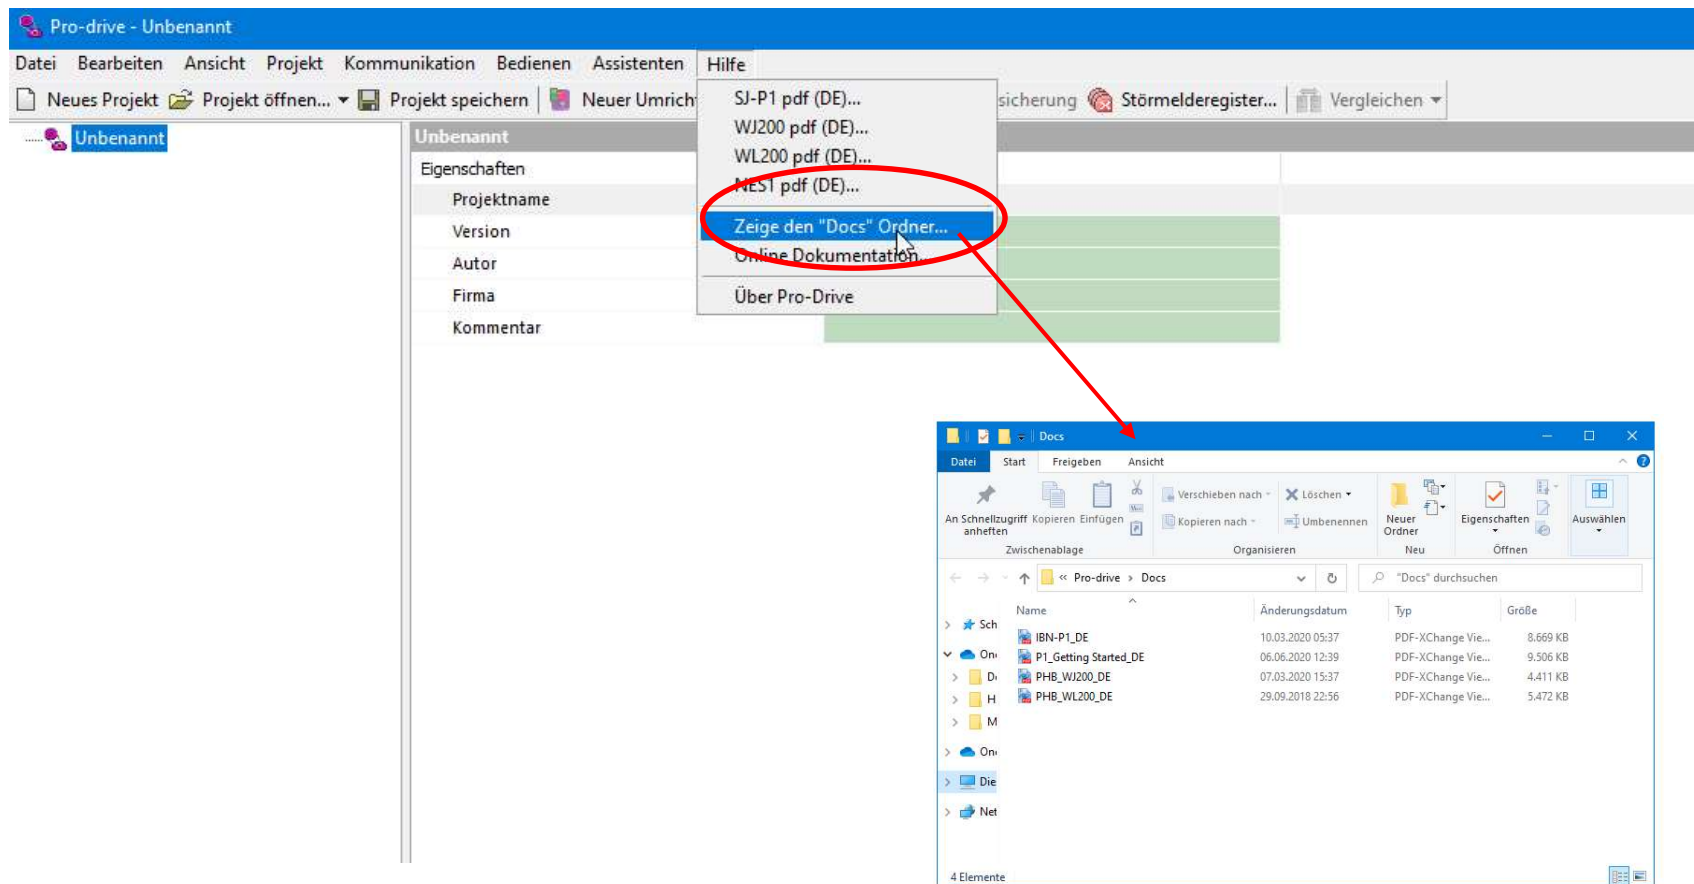 Pro-drive - Unbenannt
Datei Bearbeiten Ansicht Projekt Kommunikation Bedienen Assistenten Hilfe
Neues Projekt Projekt öffnen... Projekt speichern Neuer Umrich sicherung Störmelderegister... Vergleichen
SJ-P1 pdf (DE)...
WJ200 pdf (DE)...
WL200 pdf (DE)...
NES1 pdf (DE)...
Zeige den "Docs" Ordner...
Online Dokumentation...
Über Pro-Drive
Unbenannt
Unbenannt
Eigenschaften
Projektname
Version
Autor
Firma
Kommentar
Docs
Datei Start Freigeben Ansicht
An Schnellzugriff anheften Kopieren Einfügen
Verschieben nach Löschen
Kopieren nach Umbenennen
Neuer Ordner
Eigenschaften
Auswählen
Zwischenablage Organisieren Neu Öffnen
« Pro-drive › Docs
"Docs" durchsuchen
Name Änderungsdatum Typ Größe
IBN-P1_DE 10.03.2020 05:37 PDF-XChange Vie... 8.669 KB
P1_Getting Started_DE 06.06.2020 12:39 PDF-XChange Vie... 9.506 KB
PHB_WJ200_DE 07.03.2020 15:37 PDF-XChange Vie... 4.411 KB
PHB_WL200_DE 29.09.2018 22:56 PDF-XChange Vie... 5.472 KB
Sch
On
D
H
M
On
Die
Net
4 Elemente